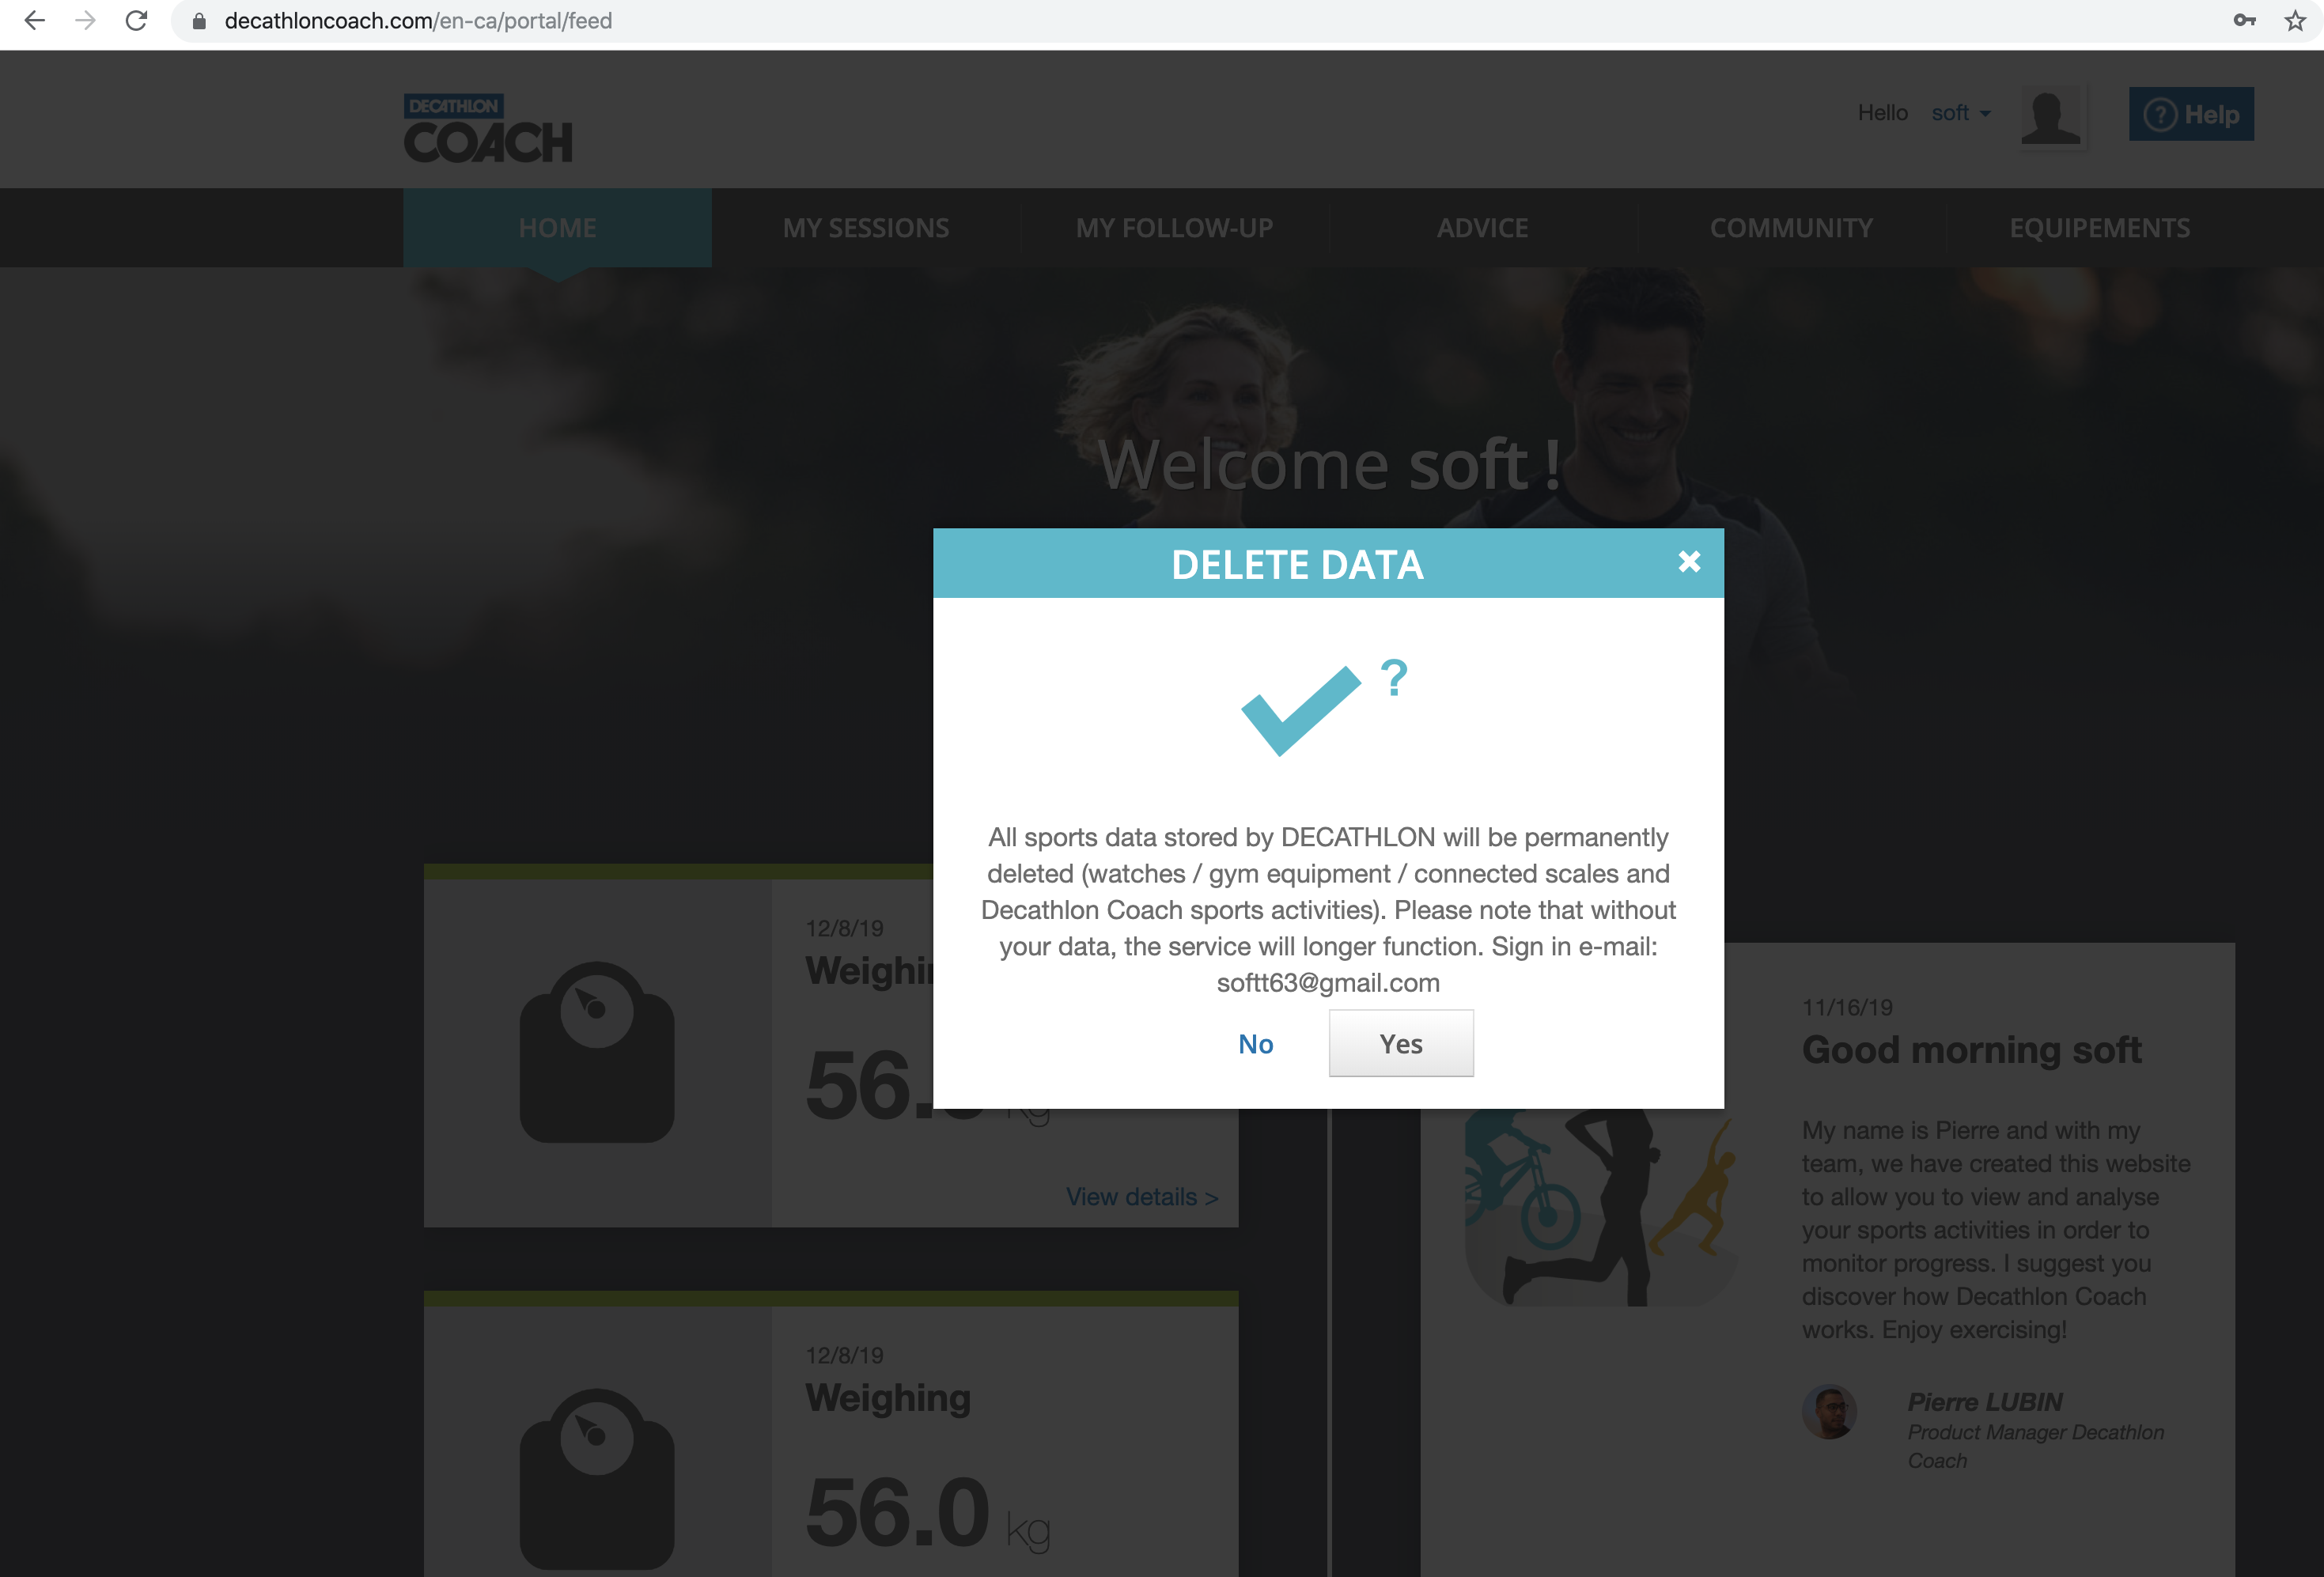 decathloncoach.com/en-ca/portal/feed
DECATHLON
COACH
Hello soft
? Help
HOME
MY SESSIONS
MY FOLLOW-UP
ADVICE
COMMUNITY
EQUIPEMENTS
Welcome soft !
DELETE DATA
?
All sports data stored by DECATHLON will be permanently
deleted (watches / gym equipment / connected scales and
Decathlon Coach sports activities). Please note that without
your data, the service will longer function. Sign in e-mail:
softt63@gmail.com
No
Yes
12/8/19
56.
kg
View details >
12/8/19
Weighing
56.0 kg
11/16/19
Good morning soft
My name is Pierre and with my
team, we have created this website
to allow you to view and analyse
your sports activities in order to
monitor progress. I suggest you
discover how Decathlon Coach
works. Enjoy exercising!
Pierre LUBIN
Product Manager Decathlon
Coach